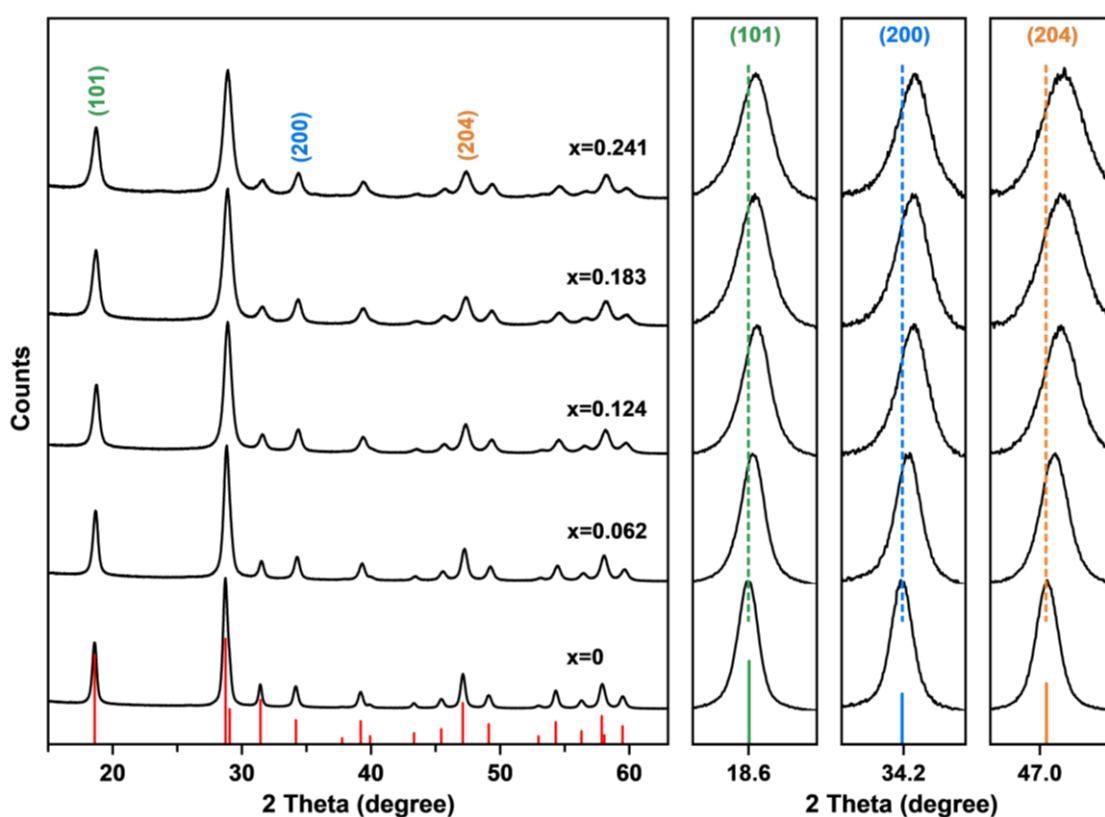 (101)
(200)
(204)
(101)
(200)
(204)
x=0.241
x=0.183
x=0.124
x=0.062
x=0
Counts
20
30
40
50
60
18.6
34.2
47.0
2 Theta (degree)
2 Theta (degree)